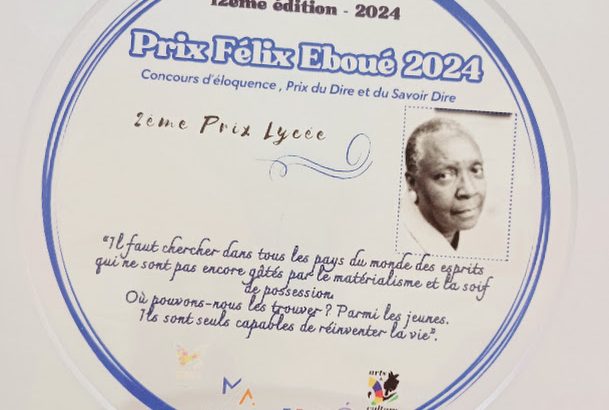 12ème édition - 2024
Prix Félix Eboué 2024
Concours d'éloquence , Prix du Dire et du Savoir Dire
2ème Prix Lycée
"Il faut chercher dans tous les pays du monde des esprits
qui ne sont pas encore gâtés par le matérialisme et la soif
de possession.
Où pouvons-nous les trouver ? Parmi les jeunes.
Ils sont seuls capables de réinventer la vie".
arts